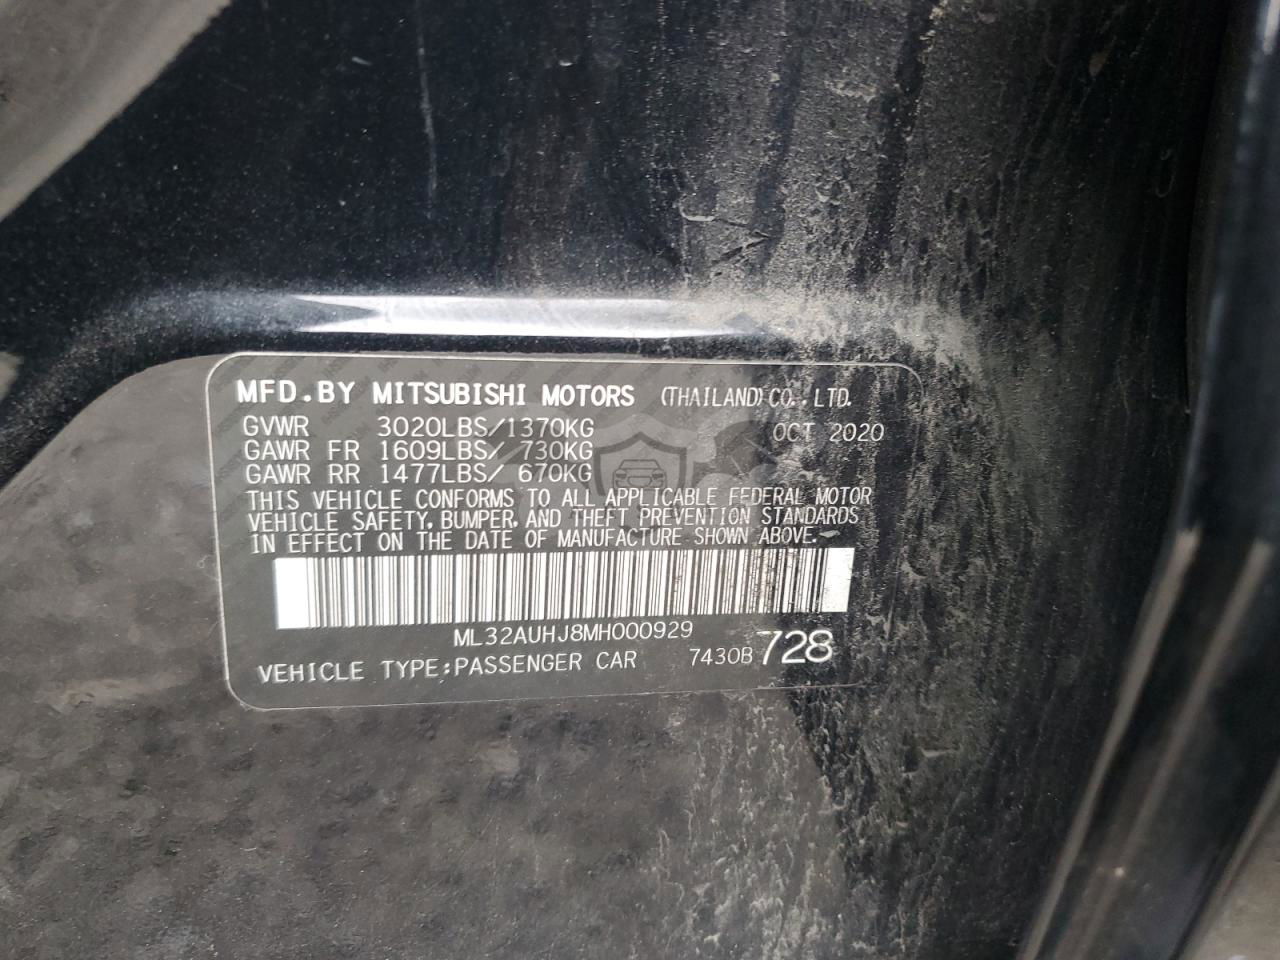 MFD.BY MITSUBISHI MOTORS (THAILAND) CO., LTD.
GVWR 3020LBS/1370KG OCT 2020
GAWR FR 1609LBS/ 730KG
GAWR RR 1477LBS/ 670KG
THIS VEHICLE CONFORMS TO ALL APPLICABLE FEDERAL MOTOR
VEHICLE SAFETY, BUMPER, AND THEFT PREVENTION STANDARDS
IN EFFECT ON THE DATE OF MANUFACTURE SHOWN ABOVE.
ML32AUHJ8MH000929
VEHICLE TYPE:PASSENGER CAR 7430B 728